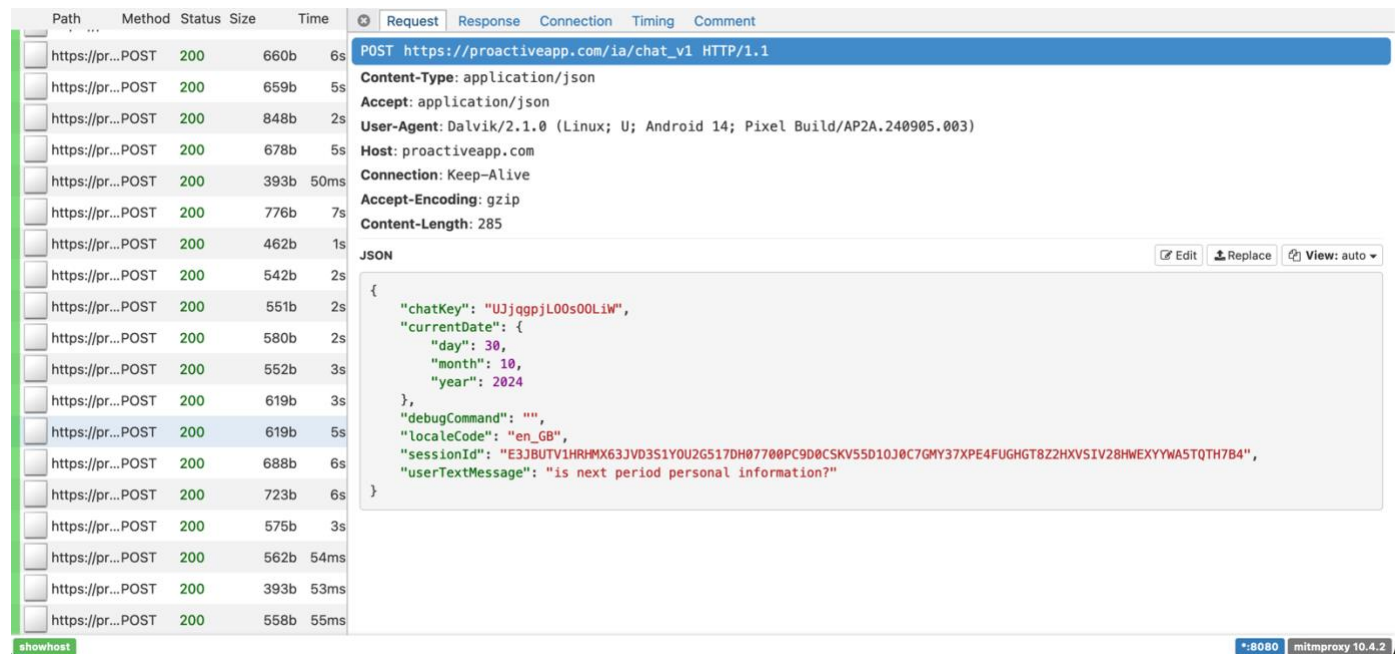 Path Method Status Size Time
https://pr...POST 200 660b 6s
https://pr...POST 200 659b 5s
https://pr...POST 200 848b 2s
https://pr...POST 200 678b 5s
https://pr...POST 200 393b 50ms
https://pr...POST 200 776b 7s
https://pr...POST 200 462b 1s
https://pr...POST 200 542b 2s
https://pr...POST 200 551b 2s
https://pr...POST 200 580b 2s
https://pr...POST 200 552b 3s
https://pr...POST 200 619b 3s
https://pr...POST 200 619b 5s
https://pr...POST 200 688b 6s
https://pr...POST 200 723b 6s
https://pr...POST 200 575b 3s
https://pr...POST 200 562b 54ms
https://pr...POST 200 393b 53ms
https://pr...POST 200 558b 55ms
Request Response Connection Timing Comment
POST https://proactiveapp.com/ia/chat_v1 HTTP/1.1
Content-Type: application/json
Accept: application/json
User-Agent: Dalvik/2.1.0 (Linux; U; Android 14; Pixel Build/AP2A.240905.003)
Host: proactiveapp.com
Connection: Keep-Alive
Accept-Encoding: gzip
Content-Length: 285
JSON Edit Replace View: auto
{
"chatKey": "UJjqgpjLOOsOOLiW",
"currentDate": {
"day": 30,
"month": 10,
"year": 2024
},
"debugCommand": "",
"localeCode": "en_GB",
"sessionId": "E3JBUTV1HRHMX63JVD3S1YOU2G517DH07700PC9D0CSKV55D1OJ0C7GMY37XPE4FUGHGT8Z2HXVSIV28HWEXYYWA5TQTH7B4",
"userTextMessage": "is next period personal information?"
}
showhost *:8080 mitmproxy 10.4.2